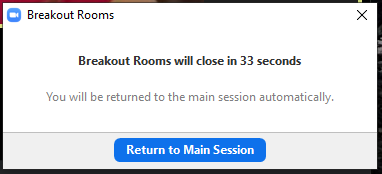 Breakout Rooms
Breakout Rooms will close in 33 seconds
You will be returned to the main session automatically.
Return to Main Session